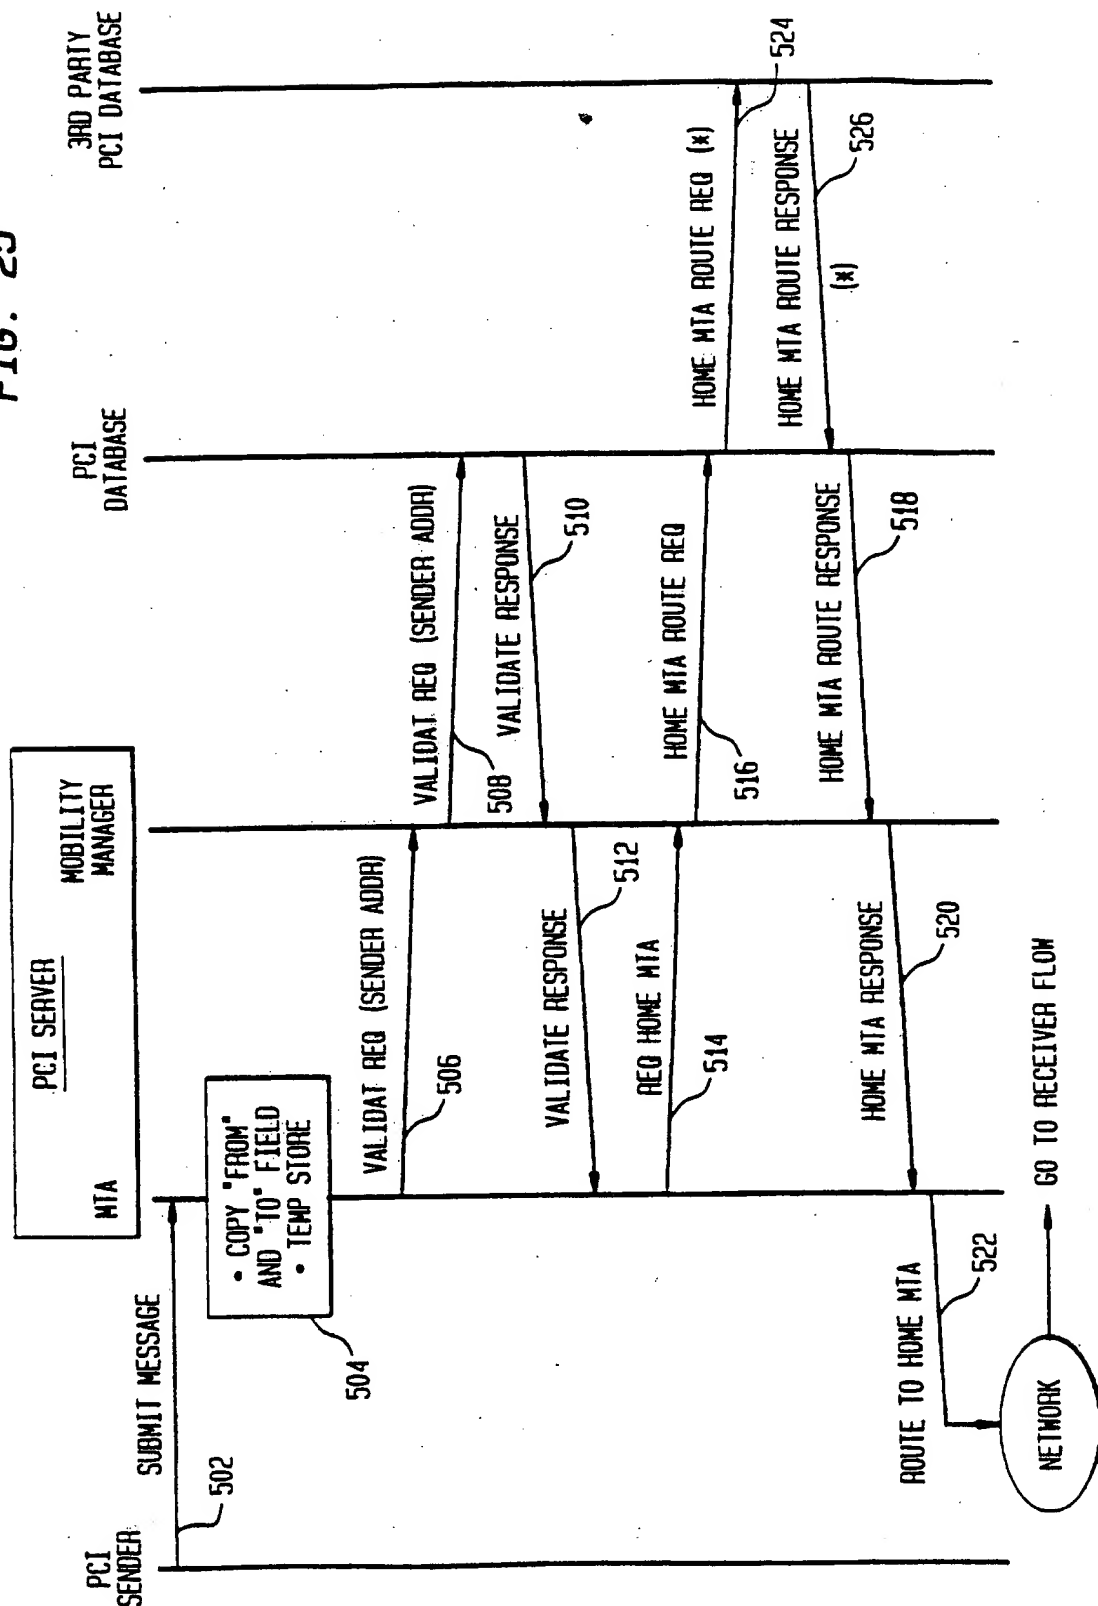 FIG. 25
PCI SERVER
PCI
SENDER
MTA
MOBILITY
MANAGER
PCI
DATABASE
3RD PARTY
PCI DATABASE
SUBMIT MESSAGE
502
• COPY "FROM"
AND "TO" FIELD
• TEMP STORE
504
VALIDAT REQ (SENDER ADDR)
506
VALIDAT REQ (SENDER ADDR)
508
VALIDATE RESPONSE
510
VALIDATE RESPONSE
512
REQ HOME MTA
514
HOME MTA ROUTE REQ
516
HOME MTA ROUTE REQ (*)
524
HOME MTA ROUTE RESPONSE
(*)
526
HOME MTA ROUTE RESPONSE
518
HOME MTA RESPONSE
520
ROUTE TO HOME MTA
522
NETWORK
GO TO RECEIVER FLOW